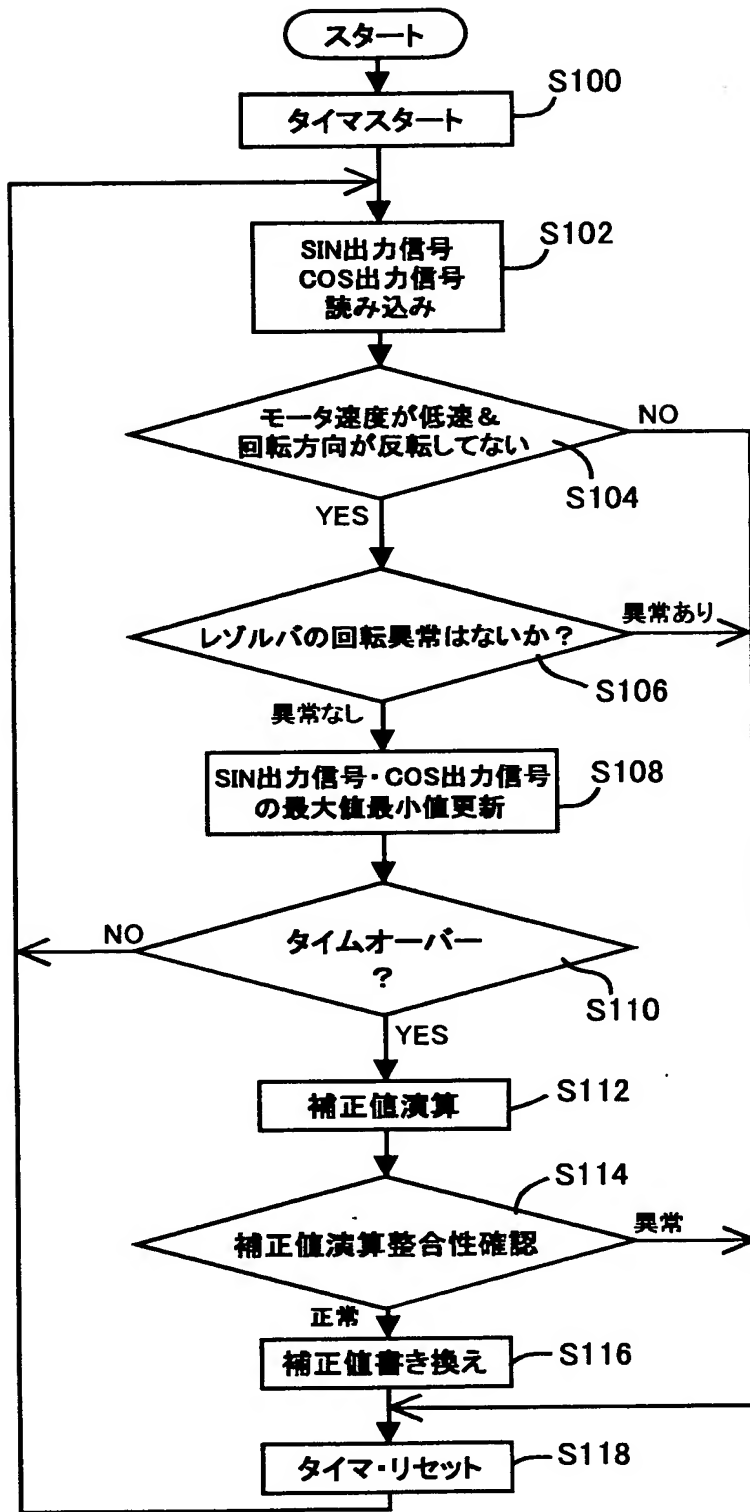 スタート
S100
タイマスタート
S102
SIN出力信号
COS出力信号
読み込み
モータ速度が低速&
回転方向が反転してない
NO
S104
YES
レゾルバの回転異常はないか?
異常あり
S106
異常なし
SIN出力信号・COS出力信号
の最大値最小値更新
S108
NO
タイムオーバー
?
S110
YES
補正値演算
S112
S114
補正値演算整合性確認
異常
正常
補正値書き換え
S116
タイマ・リセット
S118